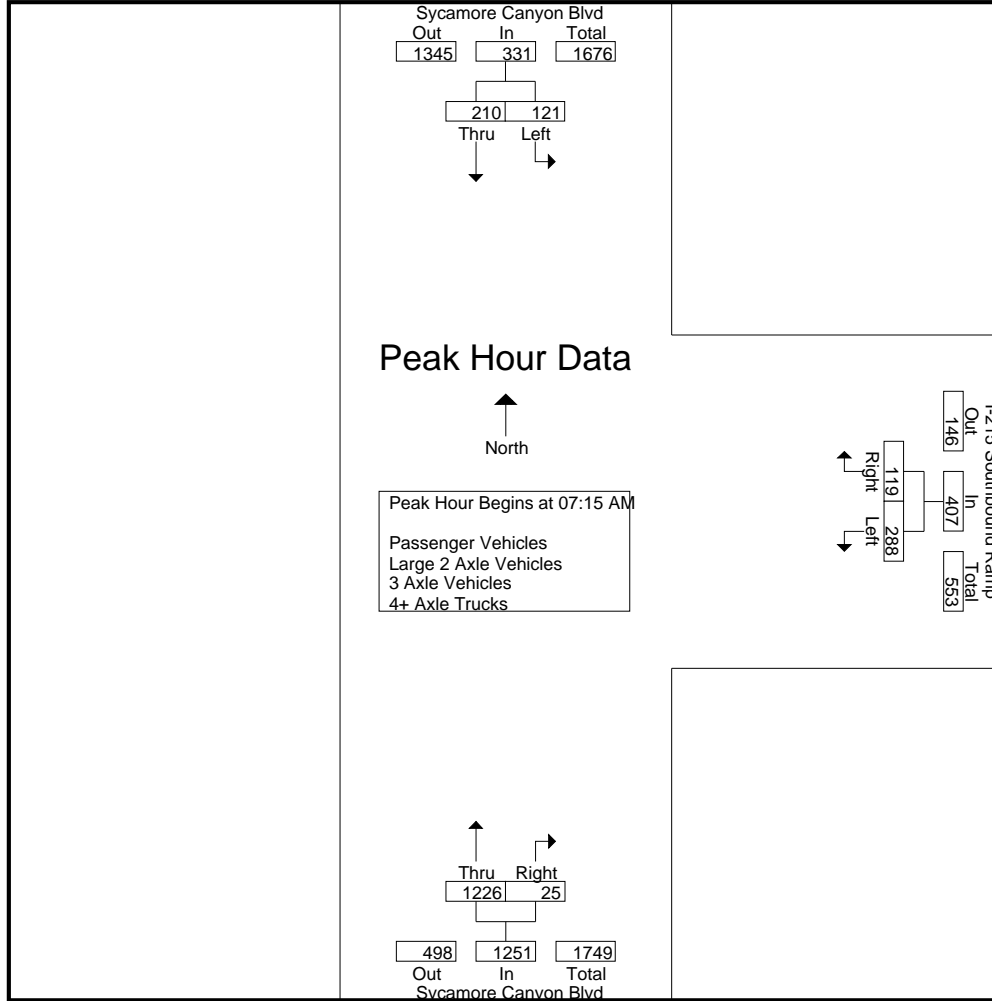 Sycamore Canyon Blvd
Out In Total
1345 331 1676
210 121
Thru Left
Peak Hour Data
North
Peak Hour Begins at 07:15 AM
Passenger Vehicles
Large 2 Axle Vehicles
3 Axle Vehicles
4+ Axle Trucks
I-215 Southbound Ramp
Out In Total
146 407 553
119 288
Right Left
Thru Right
1226 25
498 1251 1749
Out In Total
Sycamore Canyon Blvd